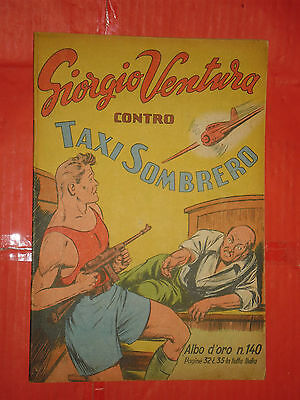 Giorgio Ventura
CONTRO
TAXI SOMBRERO
Albo d'oro n.140
Pagine 32 £ 35 in tutta Italia